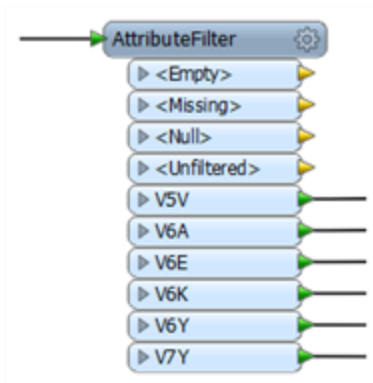 AttributeFilter
<Empty>
<Missing>
<Null>
<Unfiltered>
V5V
V6A
V6E
V6K
V6Y
V7Y